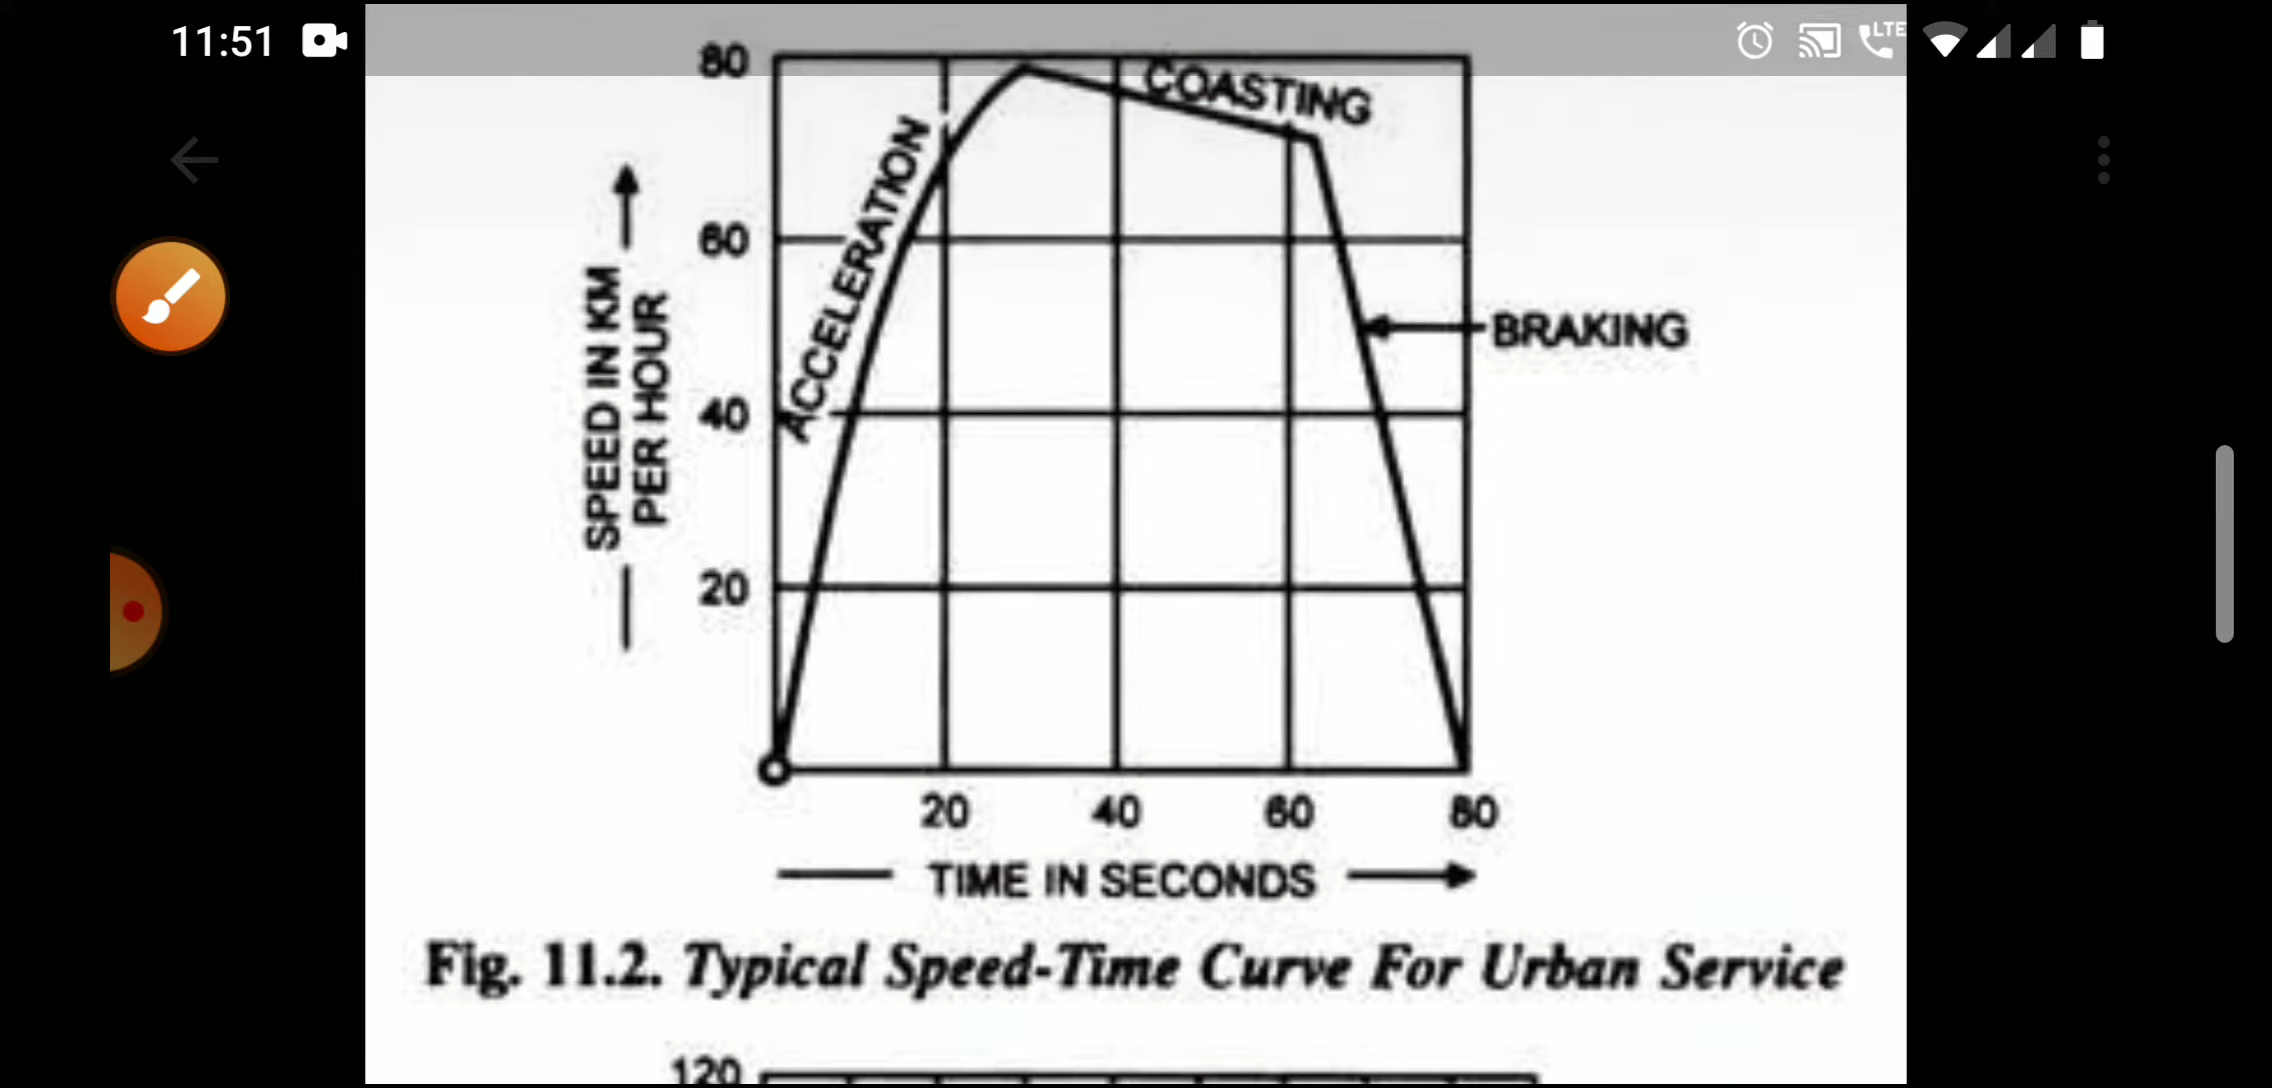 11:51
LTE
80
COASTING
ACCELERATION
60
SPEED IN KM
PER HOUR
BRAKING
40
20
20 40 60 80
TIME IN SECONDS
Fig. 11.2. Typical Speed-Time Curve For Urban Service
120